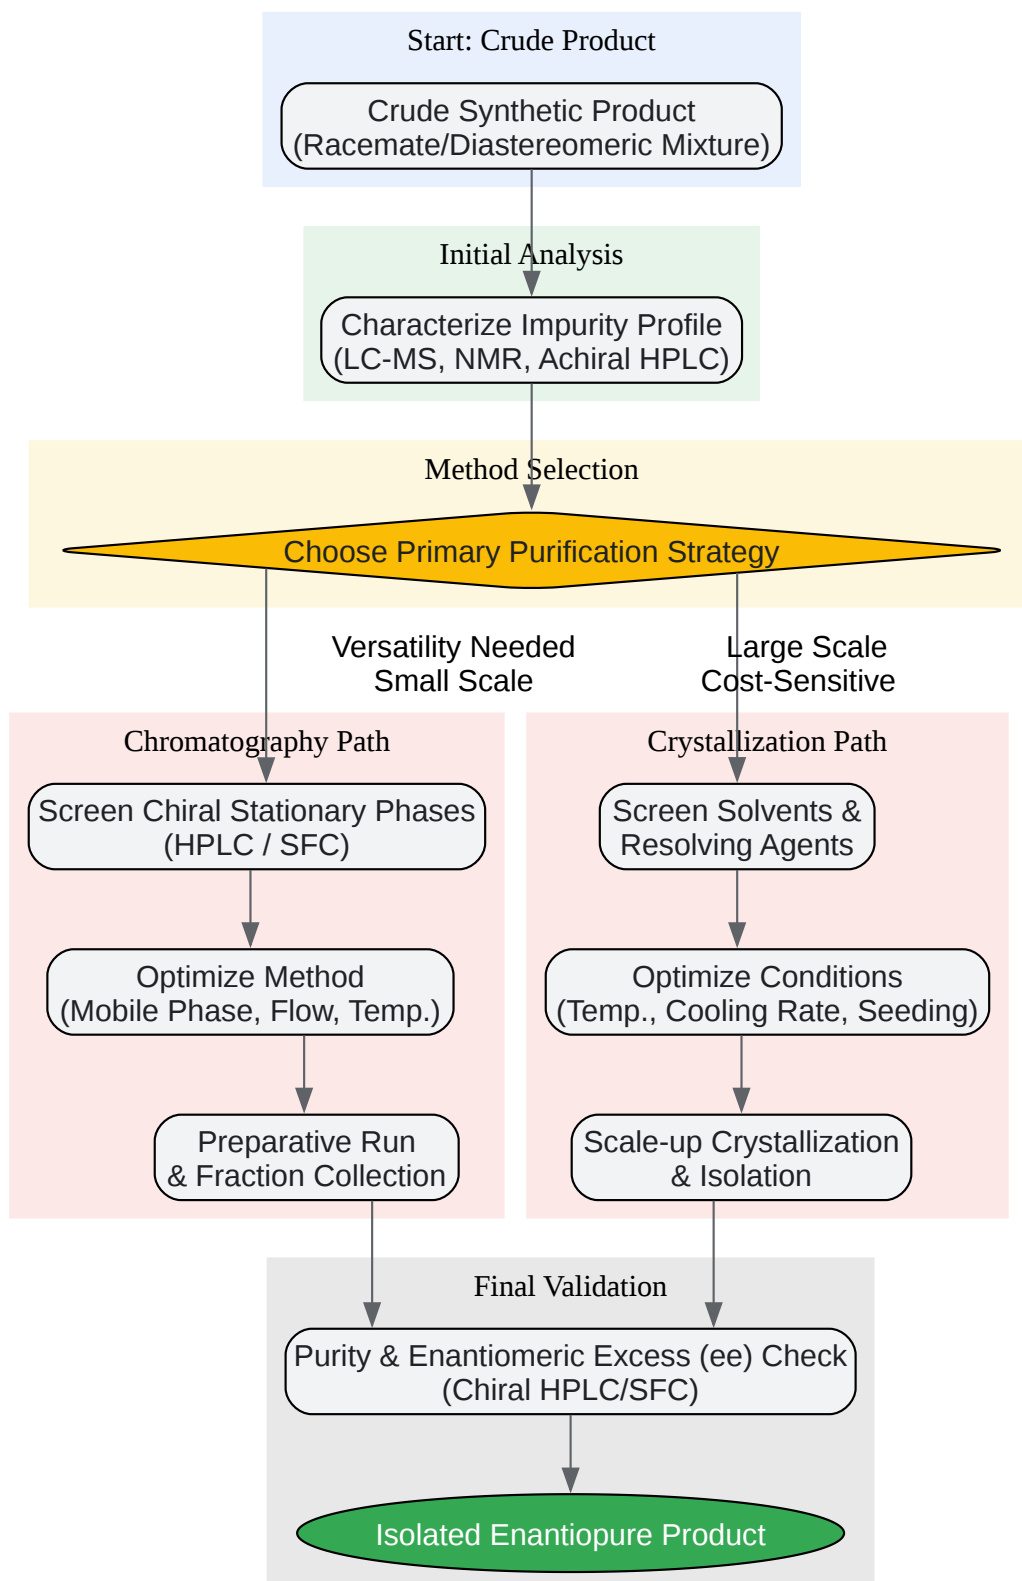 Start: Crude Product
Crude Synthetic Product
(Racemate/Diastereomeric Mixture)
Initial Analysis
Characterize Impurity Profile
(LC-MS, NMR, Achiral HPLC)
Method Selection
Choose Primary Purification Strategy
Versatility Needed
Small Scale
Large Scale
Cost-Sensitive
Chromatography Path
Screen Chiral Stationary Phases
(HPLC / SFC)
Optimize Method
(Mobile Phase, Flow, Temp.)
Preparative Run
& Fraction Collection
Crystallization Path
Screen Solvents &
Resolving Agents
Optimize Conditions
(Temp., Cooling Rate, Seeding)
Scale-up Crystallization
& Isolation
Final Validation
Purity & Enantiomeric Excess (ee) Check
(Chiral HPLC/SFC)
Isolated Enantiopure Product